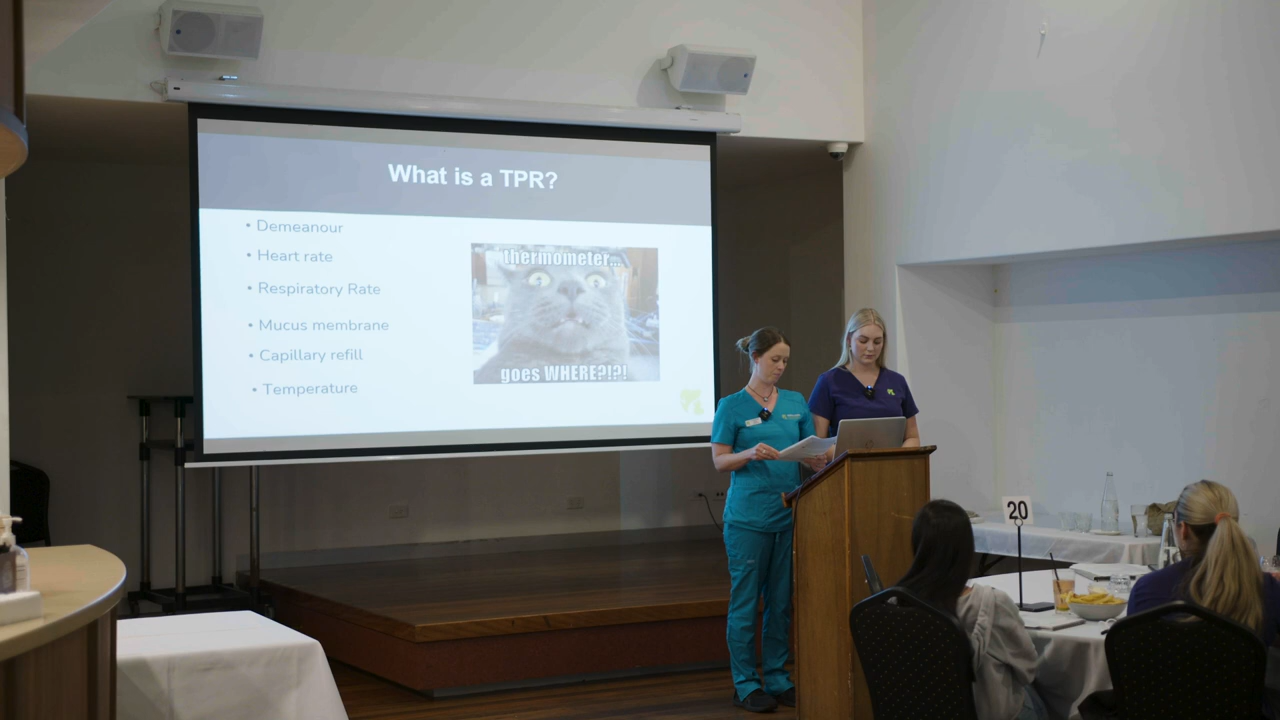 What is a TPR?
• Demeanour
• Heart rate
• Respiratory Rate
• Mucus membrane
• Capillary refill
• Temperature
thermometer...
goes WHERE?!?!
20